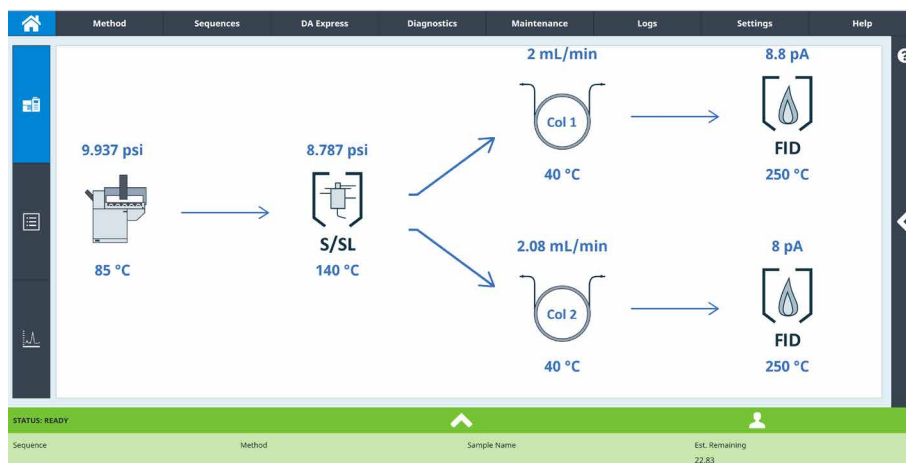 Method Sequences DA Express Diagnostics Maintenance Logs Settings Help
2 mL/min 8.8 pA
Col 1
9.937 psi 8.787 psi
FID
40 °C 250 °C
S/SL
2.08 mL/min 8 pA
85 °C 140 °C
Col 2
FID
40 °C 250 °C
STATUS: READY
Sequence Method Sample Name Est. Remaining
22.83